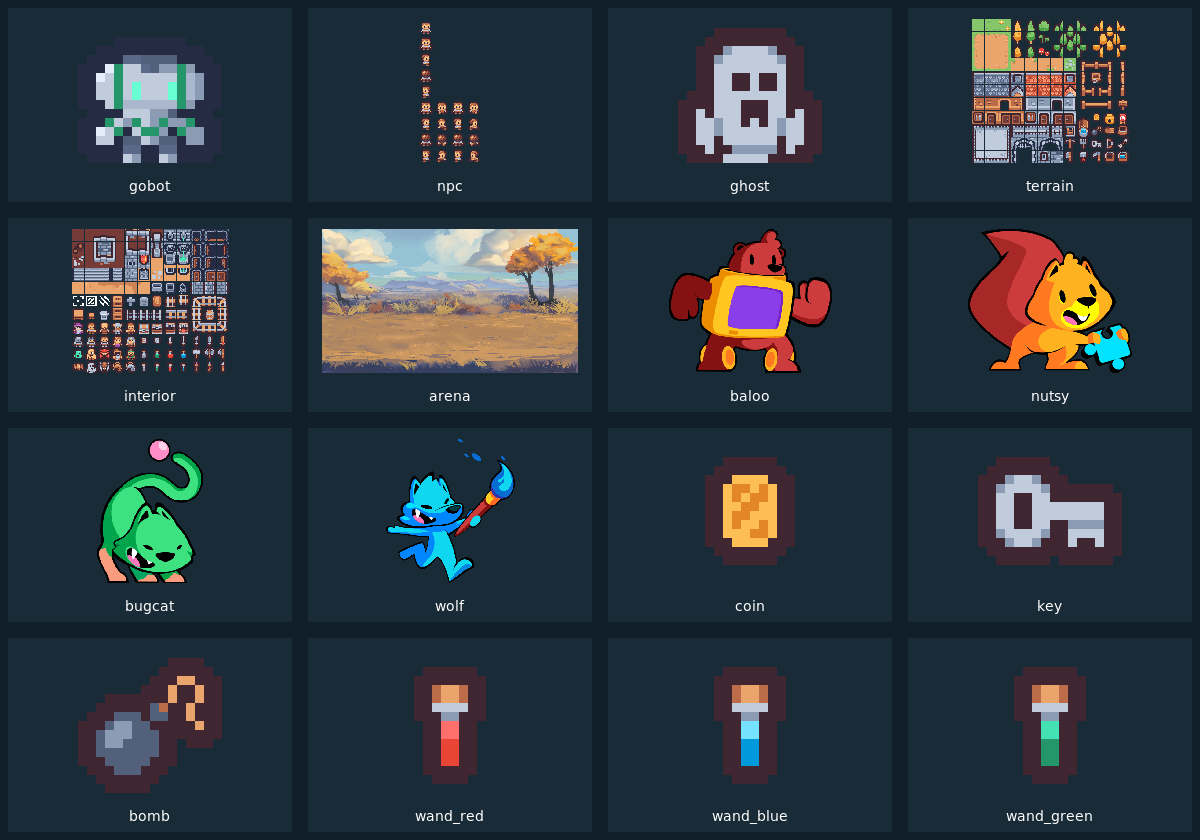 gobot
npc
ghost
terrain
interior
arena
baloo
nutsy
bugcat
wolf
coin
key
bomb
wand_red
wand_blue
wand_green